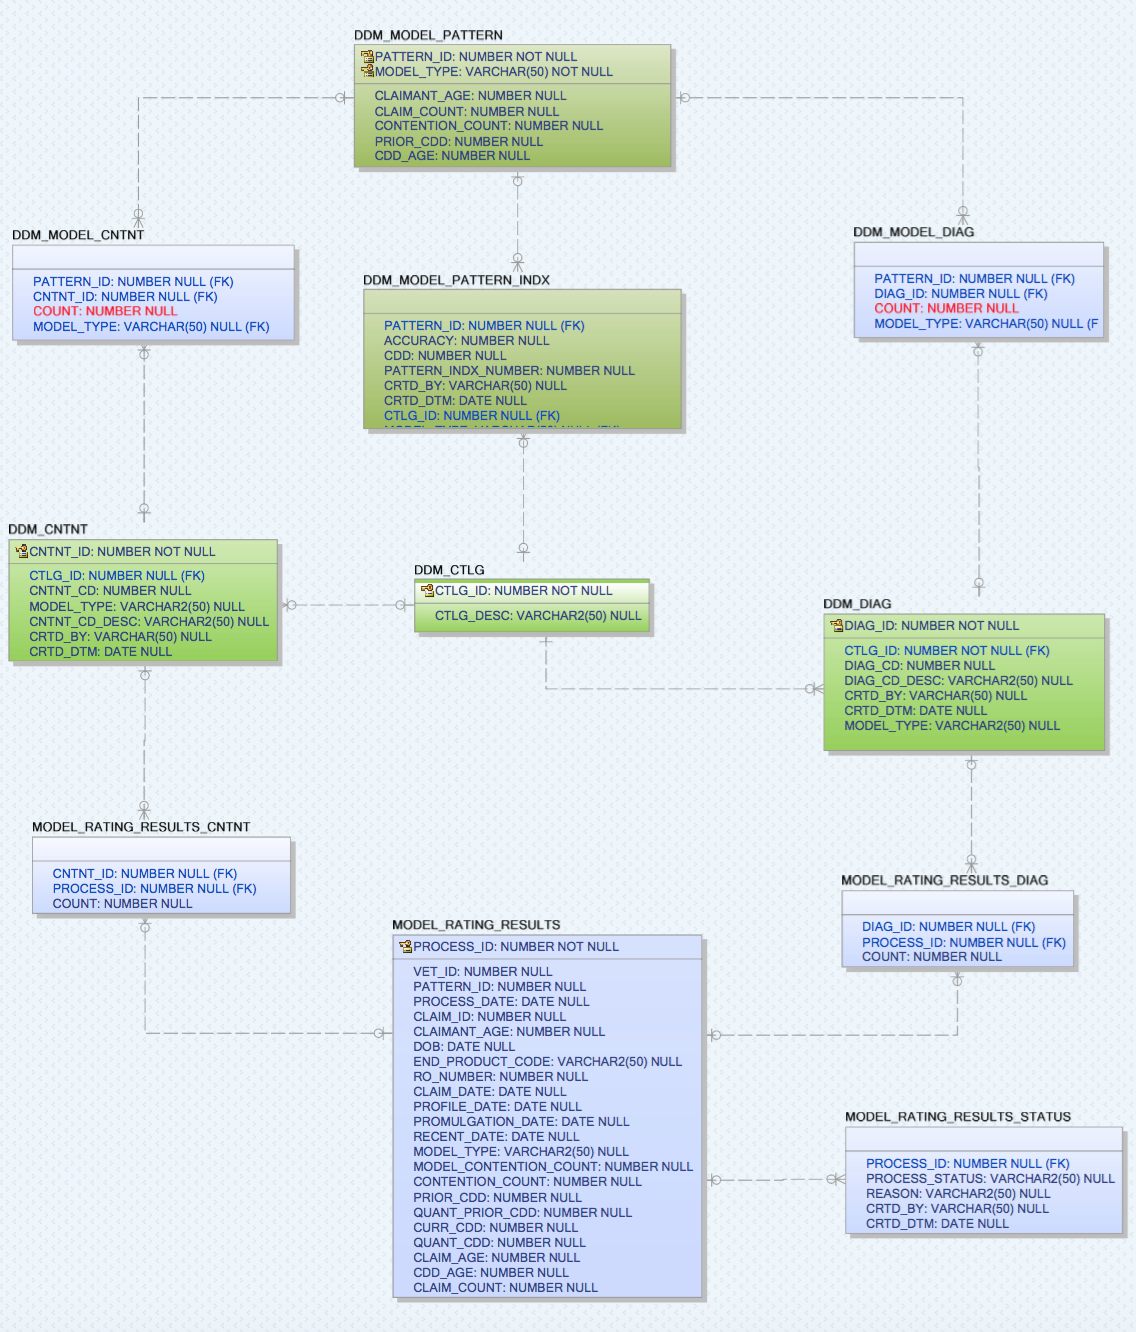 DDM_MODEL_PATTERN
PATTERN_ID: NUMBER NOT NULL
MODEL_TYPE: VARCHAR(50) NOT NULL
CLAIMANT_AGE: NUMBER NULL
CLAIM_COUNT: NUMBER NULL
CONTENTION_COUNT: NUMBER NULL
PRIOR_CDD: NUMBER NULL
CDD_AGE: NUMBER NULL
DDM_MODEL_CNTNT
PATTERN_ID: NUMBER NULL (FK)
CNTNT_ID: NUMBER NULL (FK)
COUNT: NUMBER NULL
MODEL_TYPE: VARCHAR(50) NULL (FK)
DDM_MODEL_PATTERN_INDX
PATTERN_ID: NUMBER NULL (FK)
ACCURACY: NUMBER NULL
CDD: NUMBER NULL
PATTERN_INDX_NUMBER: NUMBER NULL
CRTD_BY: VARCHAR(50) NULL
CRTD_DTM: DATE NULL
CTLG_ID: NUMBER NULL (FK)
DDM_MODEL_DIAG
PATTERN_ID: NUMBER NULL (FK)
DIAG_ID: NUMBER NULL (FK)
COUNT: NUMBER NULL
MODEL_TYPE: VARCHAR(50) NULL (F
DDM_CNTNT
CNTNT_ID: NUMBER NOT NULL
CTLG_ID: NUMBER NULL (FK)
CNTNT_CD: NUMBER NULL
MODEL_TYPE: VARCHAR2(50) NULL
CNTNT_CD_DESC: VARCHAR2(50) NULL
CRTD_BY: VARCHAR(50) NULL
CRTD_DTM: DATE NULL
DDM_CTLG
CTLG_ID: NUMBER NOT NULL
CTLG_DESC: VARCHAR2(50) NULL
DDM_DIAG
DIAG_ID: NUMBER NOT NULL
CTLG_ID: NUMBER NOT NULL (FK)
DIAG_CD: NUMBER NULL
DIAG_CD_DESC: VARCHAR2(50) NULL
CRTD_BY: VARCHAR(50) NULL
CRTD_DTM: DATE NULL
MODEL_TYPE: VARCHAR2(50) NULL
MODEL_RATING_RESULTS_CNTNT
CNTNT_ID: NUMBER NULL (FK)
PROCESS_ID: NUMBER NULL (FK)
COUNT: NUMBER NULL
MODEL_RATING_RESULTS_DIAG
DIAG_ID: NUMBER NULL (FK)
PROCESS_ID: NUMBER NULL (FK)
COUNT: NUMBER NULL
MODEL_RATING_RESULTS
PROCESS_ID: NUMBER NOT NULL
VET_ID: NUMBER NULL
PATTERN_ID: NUMBER NULL
PROCESS_DATE: DATE NULL
CLAIM_ID: NUMBER NULL
CLAIMANT_AGE: NUMBER NULL
DOB: DATE NULL
END_PRODUCT_CODE: VARCHAR2(50) NULL
RO_NUMBER: NUMBER NULL
CLAIM_DATE: DATE NULL
PROFILE_DATE: DATE NULL
PROMULGATION_DATE: DATE NULL
RECENT_DATE: DATE NULL
MODEL_TYPE: VARCHAR2(50) NULL
MODEL_CONTENTION_COUNT: NUMBER NULL
CONTENTION_COUNT: NUMBER NULL
PRIOR_CDD: NUMBER NULL
QUANT_PRIOR_CDD: NUMBER NULL
CURR_CDD: NUMBER NULL
QUANT_CDD: NUMBER NULL
CLAIM_AGE: NUMBER NULL
CDD_AGE: NUMBER NULL
CLAIM_COUNT: NUMBER NULL
MODEL_RATING_RESULTS_STATUS
PROCESS_ID: NUMBER NULL (FK)
PROCESS_STATUS: VARCHAR2(50) NULL
REASON: VARCHAR2(50) NULL
CRTD_BY: VARCHAR(50) NULL
CRTD_DTM: DATE NULL